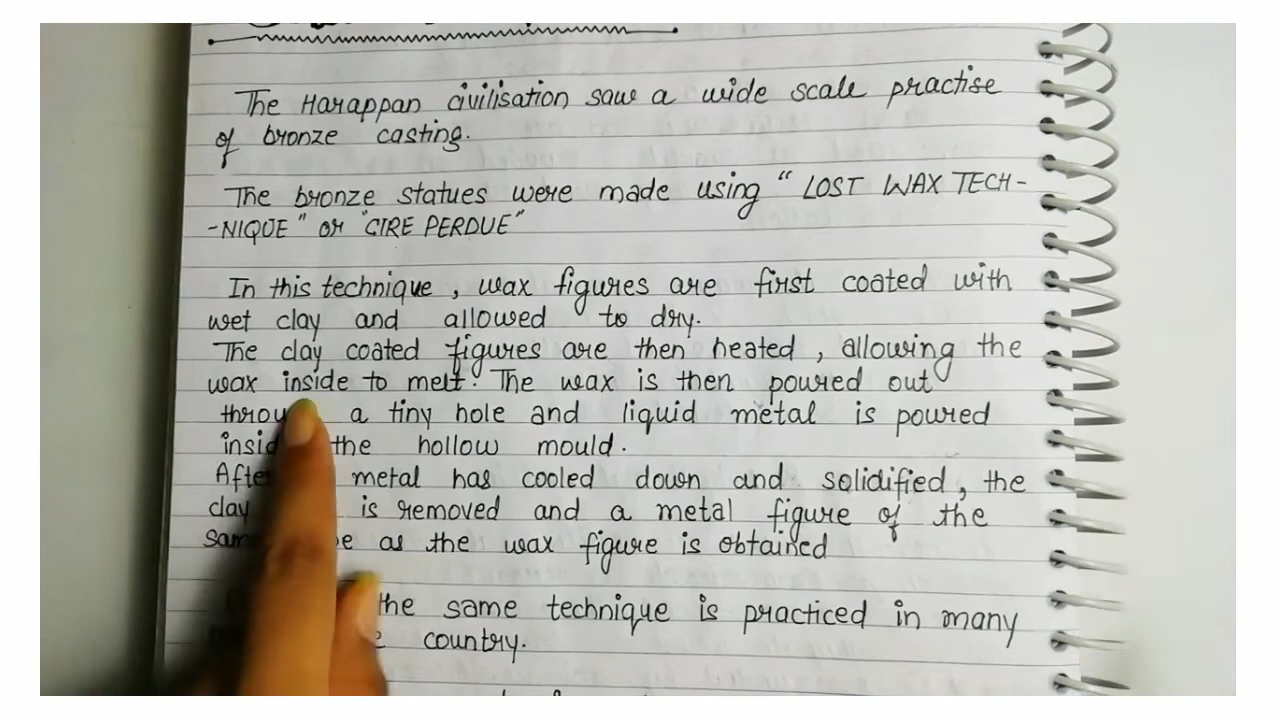 The Harappan civilisation saw a wide scale practise
of bronze casting.
The bronze statues were made using " LOST WAX TECH-
-NIQUE " or "CIRE PERDUE"
In this technique , wax figures are first coated with
wet clay and allowed to dry.
The clay coated figures are then heated , allowing the
wax inside to melt. The wax is then poured out
throu a tiny hole and liquid metal is poured
insid the hollow mould.
Afte metal has cooled down and solidified, the
clay is removed and a metal figure of the
sam e as the wax figure is obtained
the same technique is practiced in many
country.